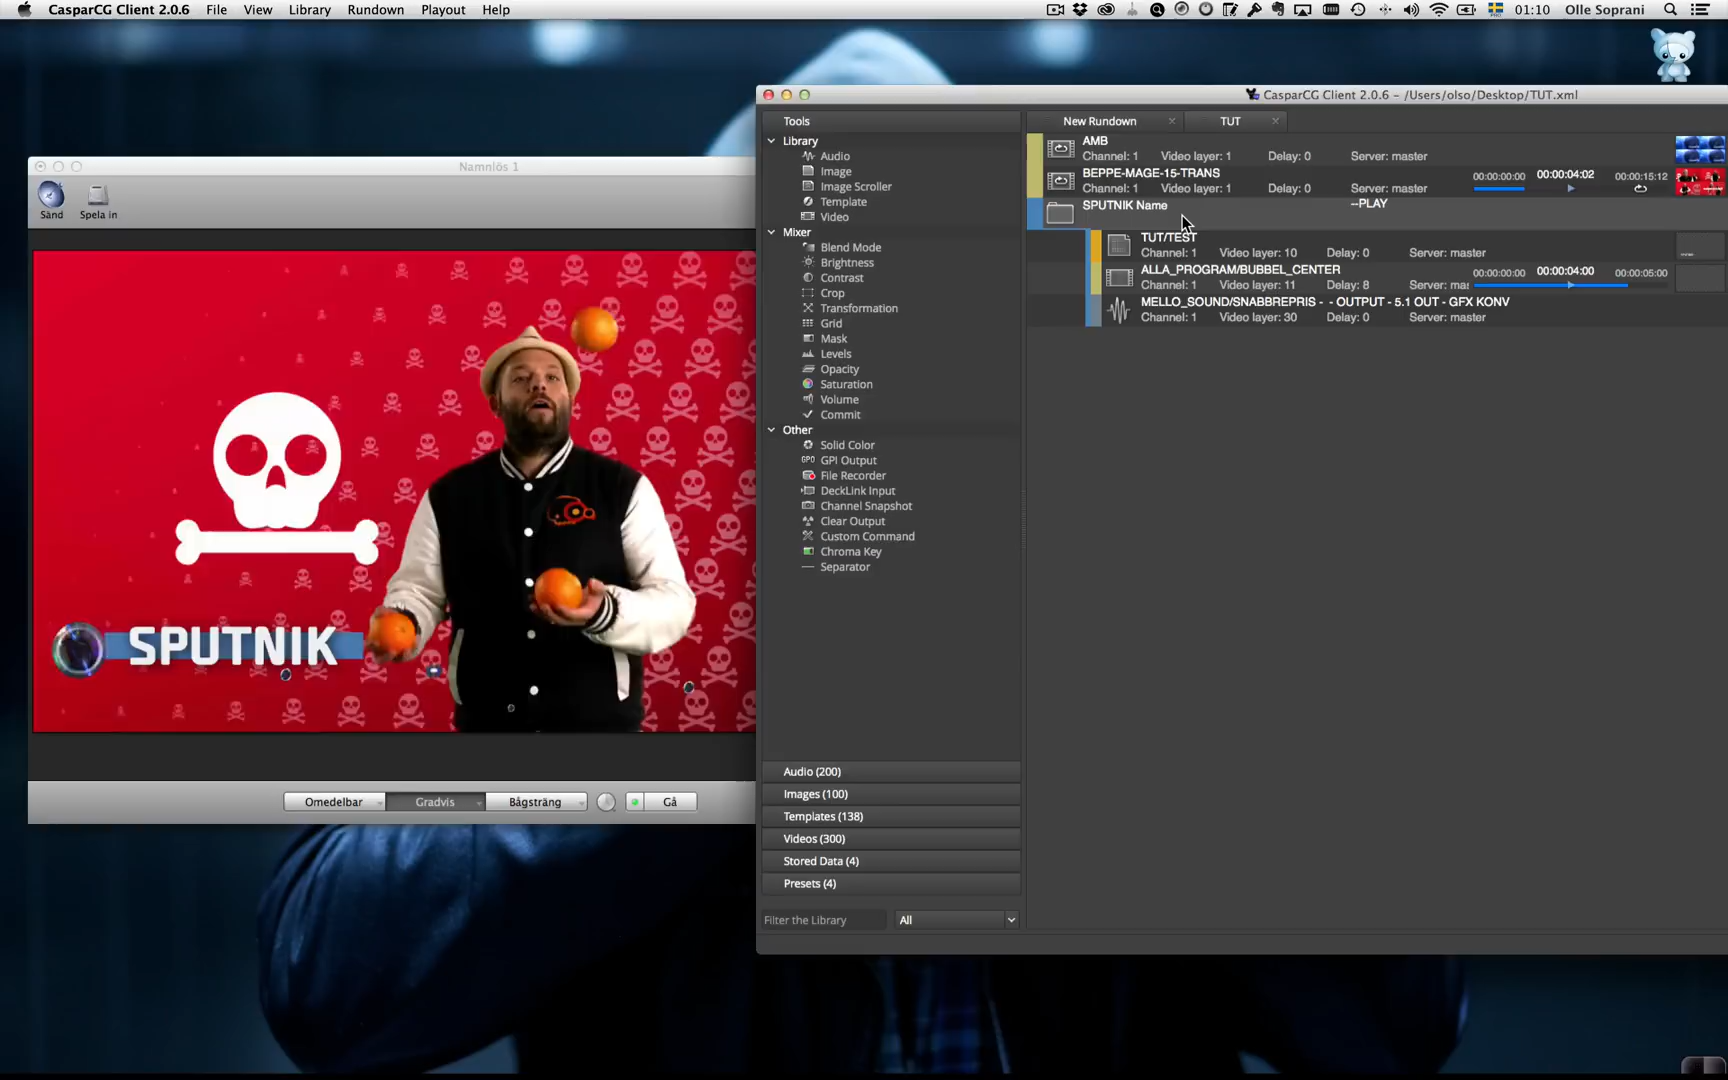 CasparCG Client 2.0.6 File View Library Rundown Playout Help
01:10 Olle Soprani
CasparCG Client 2.0.6 – /Users/olso/Desktop/TUT.xml
Namnlös 1
Sänd Spela in
SPUTNIK
Omedelbar Gradvis Bågsträng Gå
Tools
Library
Audio
Image
Image Scroller
Template
Video
Mixer
Blend Mode
Brightness
Contrast
Crop
Transformation
Grid
Mask
Levels
Opacity
Saturation
Volume
Commit
Other
Solid Color
GPO GPI Output
File Recorder
DeckLink Input
Channel Snapshot
Clear Output
Custom Command
Chroma Key
Separator
Audio (200)
Images (100)
Templates (138)
Videos (300)
Stored Data (4)
Presets (4)
Filter the Library All
New Rundown TUT
AMB
Channel: 1 Video layer: 1 Delay: 0 Server: master
BEPPE-MAGE-15-TRANS 00:00:00:00 00:00:04:02 00:00:15:12
Channel: 1 Video layer: 1 Delay: 0 Server: master
SPUTNIK Name --PLAY
TUT/TEST
Channel: 1 Video layer: 10 Delay: 0 Server: master
ALLA_PROGRAM/BUBBEL_CENTER 00:00:00:00 00:00:04:00 00:00:05:00
Channel: 1 Video layer: 11 Delay: 8 Server: ma
MELLO_SOUND/SNABBREPRIS - - OUTPUT - 5.1 OUT - GFX KONV
Channel: 1 Video layer: 30 Delay: 0 Server: master